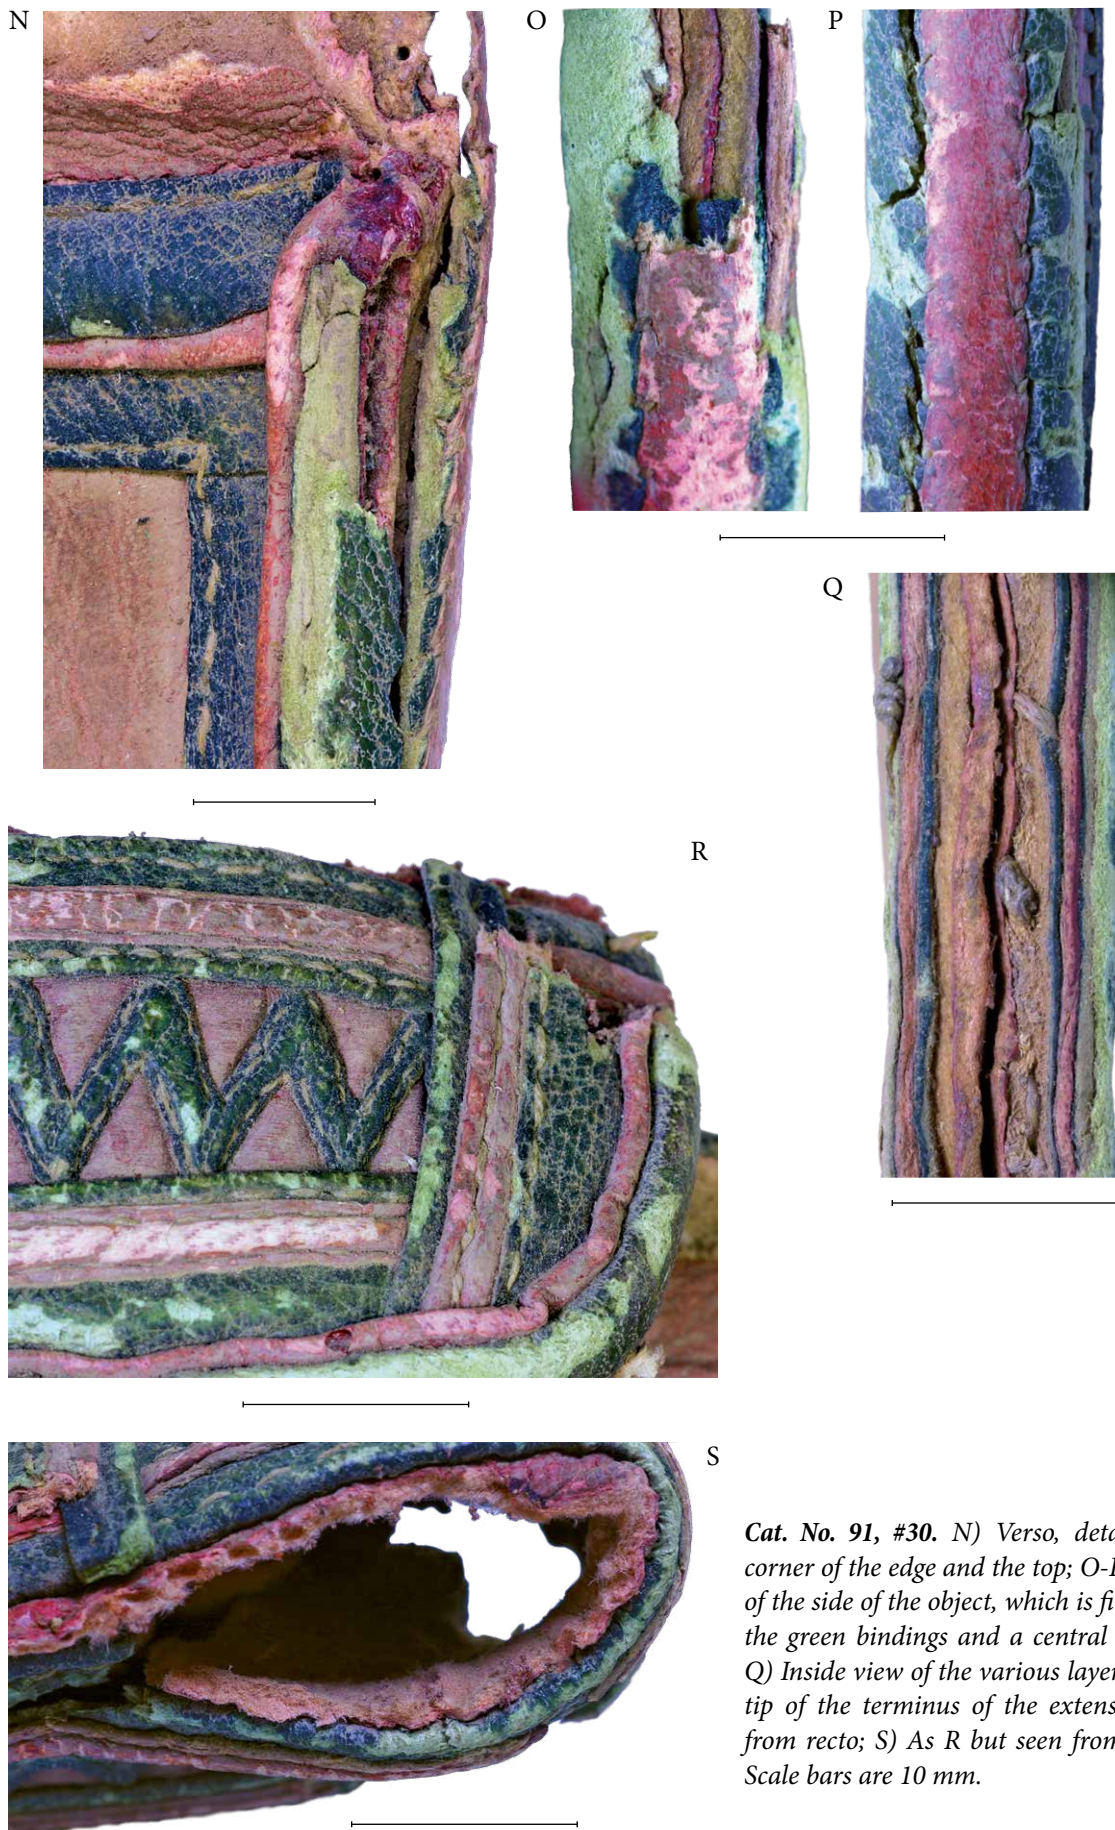 N
O
P
Q
R
S
Cat. No. 91, #30. N) Verso,
corner of the edge and the top;
of the side of the object, which is
the green bindings and a central
Q) Inside view of the various
tip of the terminus of the
from recto; S) As R but seen from
Scale bars are 10 mm.